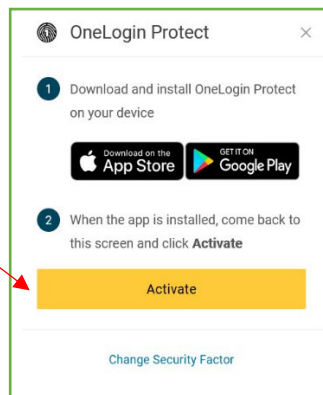 OneLogin Protect
1 Download and install OneLogin Protect
on your device
Download on the
App Store
GET IT ON
Google Play
2 When the app is installed, come back to
this screen and click Activate
Activate
Change Security Factor